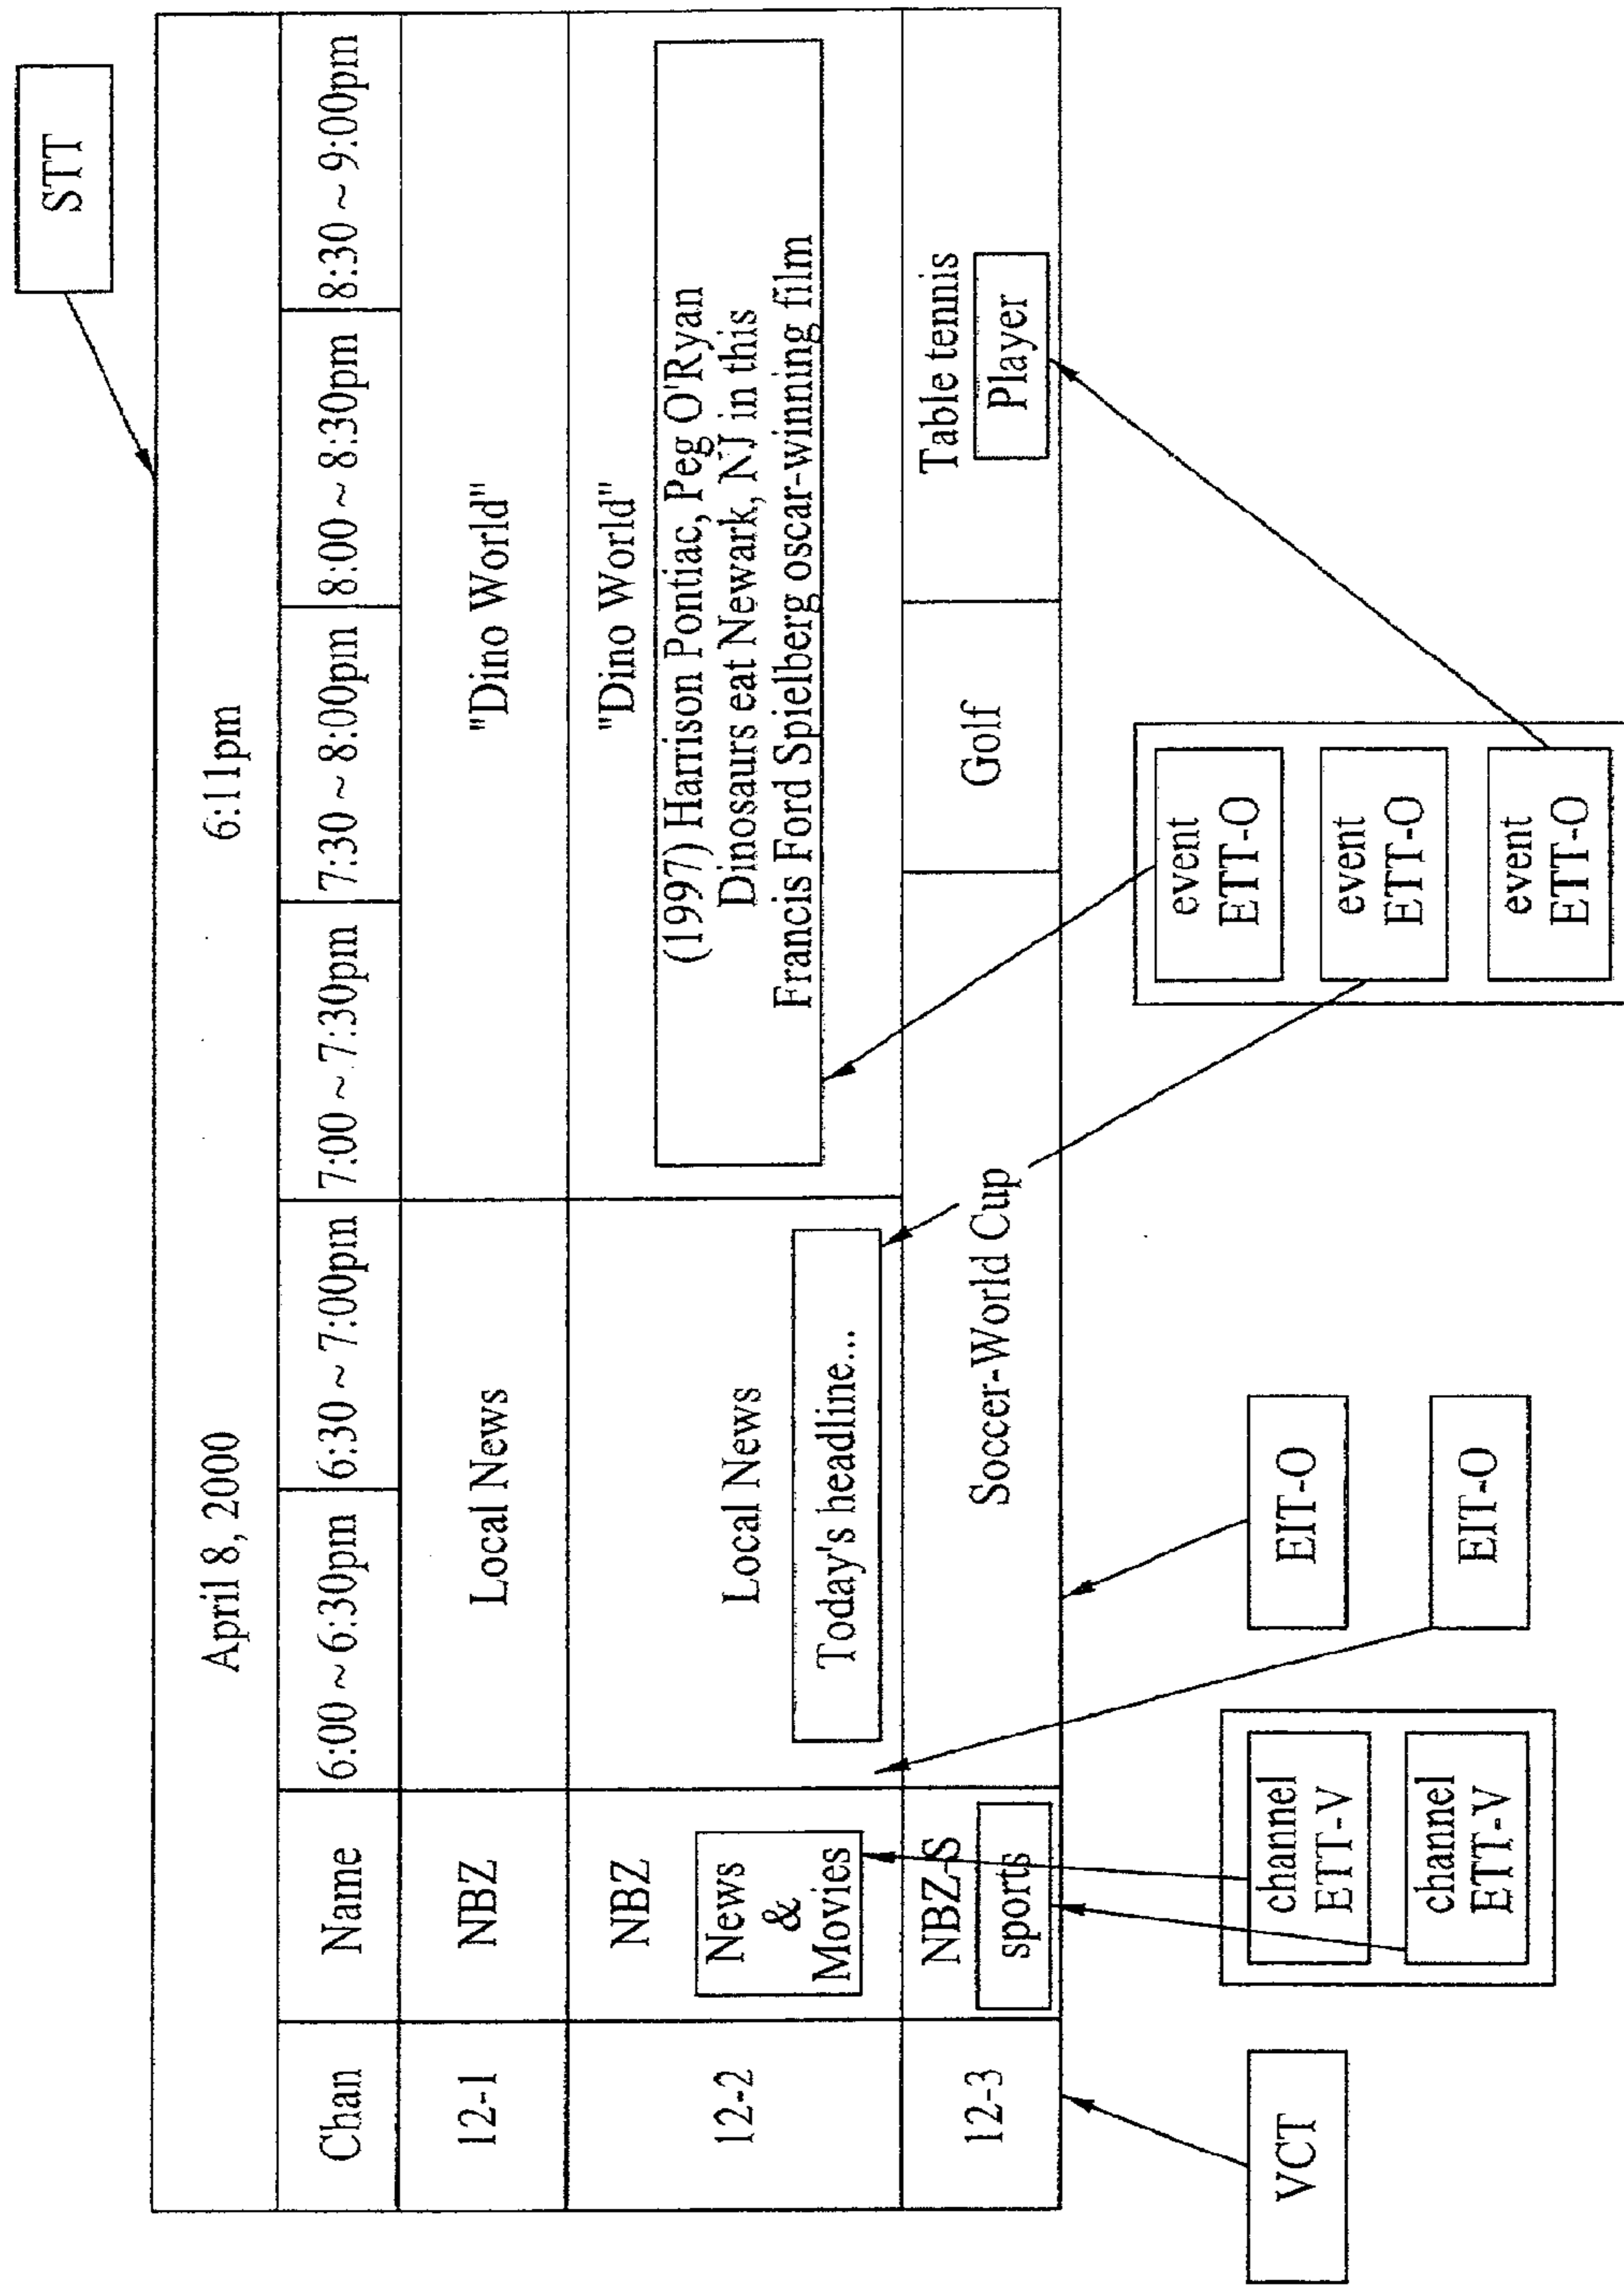 STT
April 8, 2000 6:11pm
Chan Name 6:00 ~ 6:30pm 6:30 ~ 7:00pm 7:00 ~ 7:30pm 7:30 ~ 8:00pm 8:00 ~ 8:30pm 8:30 ~ 9:00pm
12-1 NBZ Local News "Dino World"
12-2 NBZ
News
&
Movies
Local News
Today's headline...
"Dino World"
(1997) Harrison Pontiac, Peg O'Ryan
Dinosaurs eat Newark, NJ in this
Francis Ford Spielberg oscar-winning film
12-3 NBZ-S
sports
Soccer-World Cup
Golf
Table tennis
Player
VCT
channel
ETT-V
channel
ETT-V
EIT-O
EIT-O
event
ETT-O
event
ETT-O
event
ETT-O